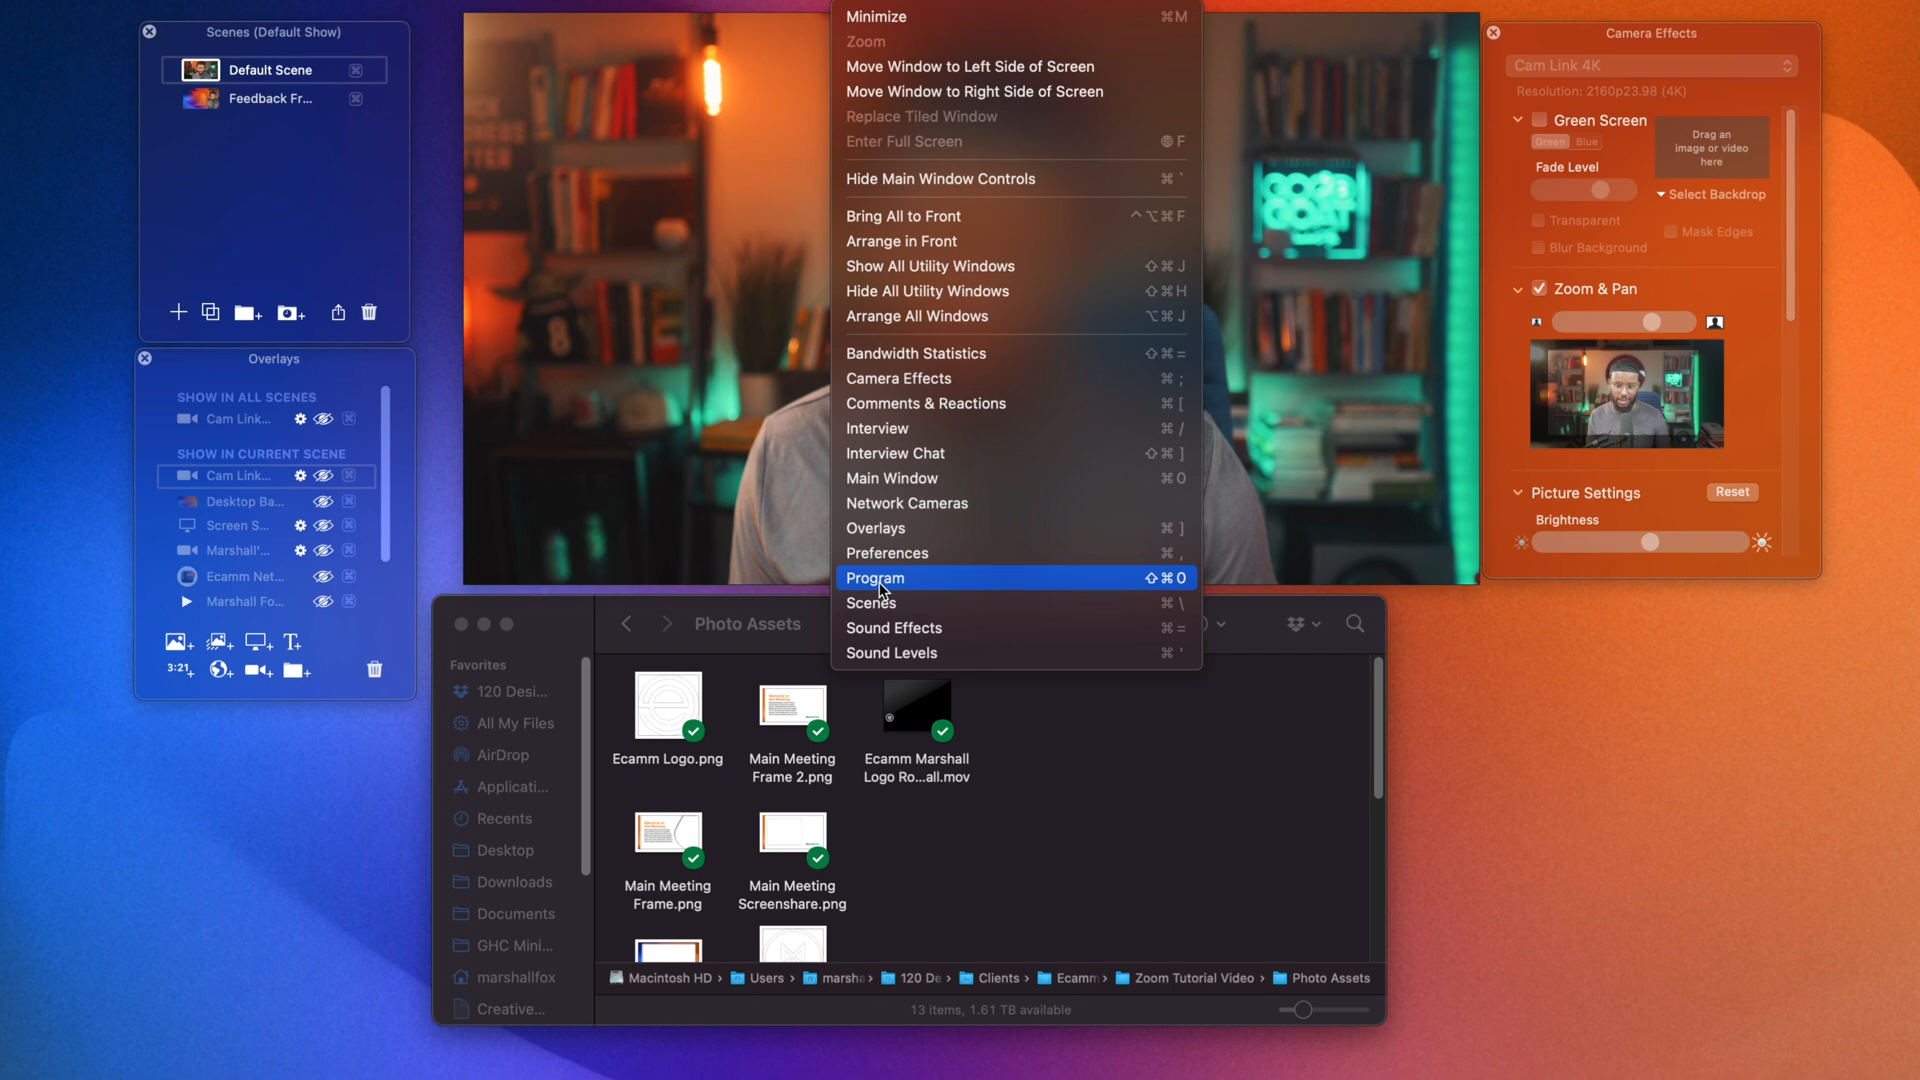 Scenes (Default Show)
Default Scene
Feedback Fr...
Overlays
SHOW IN ALL SCENES
Cam Link...
SHOW IN CURRENT SCENE
Cam Link...
Desktop Ba...
Screen S...
Marshall'...
Ecamm Net...
Marshall Fo...
3:21+
T+
Minimize ⌘M
Zoom
Move Window to Left Side of Screen
Move Window to Right Side of Screen
Replace Tiled Window
Enter Full Screen F
Hide Main Window Controls ⌘ `
Bring All to Front ^⌥⌘F
Arrange in Front
Show All Utility Windows ⇧⌘J
Hide All Utility Windows ⇧⌘H
Arrange All Windows ⌥⌘J
Bandwidth Statistics ⇧⌘=
Camera Effects ⌘;
Comments & Reactions ⌘[
Interview ⌘/
Interview Chat ⇧⌘]
Main Window ⌘O
Network Cameras
Overlays ⌘]
Preferences ⌘,
Program ⇧⌘O
Scenes ⌘\
Sound Effects ⌘=
Sound Levels ⌘'
Camera Effects
Cam Link 4K
Resolution: 2160p23.98 (4K)
Green Screen
Green Blue
Drag an
image or video
here
Fade Level
Select Backdrop
Transparent
Mask Edges
Blur Background
Zoom & Pan
Picture Settings Reset
Brightness
Photo Assets
Favorites
120 Desi...
All My Files
AirDrop
Applicati...
Recents
Desktop
Downloads
Documents
GHC Mini...
marshallfox
Creative...
Ecamm Logo.png
Main Meeting
Frame 2.png
Ecamm Marshall
Logo Ro...all.mov
Main Meeting
Frame.png
Main Meeting
Screenshare.png
Macintosh HD › Users › marsha › 120 De › Clients › Ecamm › Zoom Tutorial Video › Photo Assets
13 items, 1.61 TB available